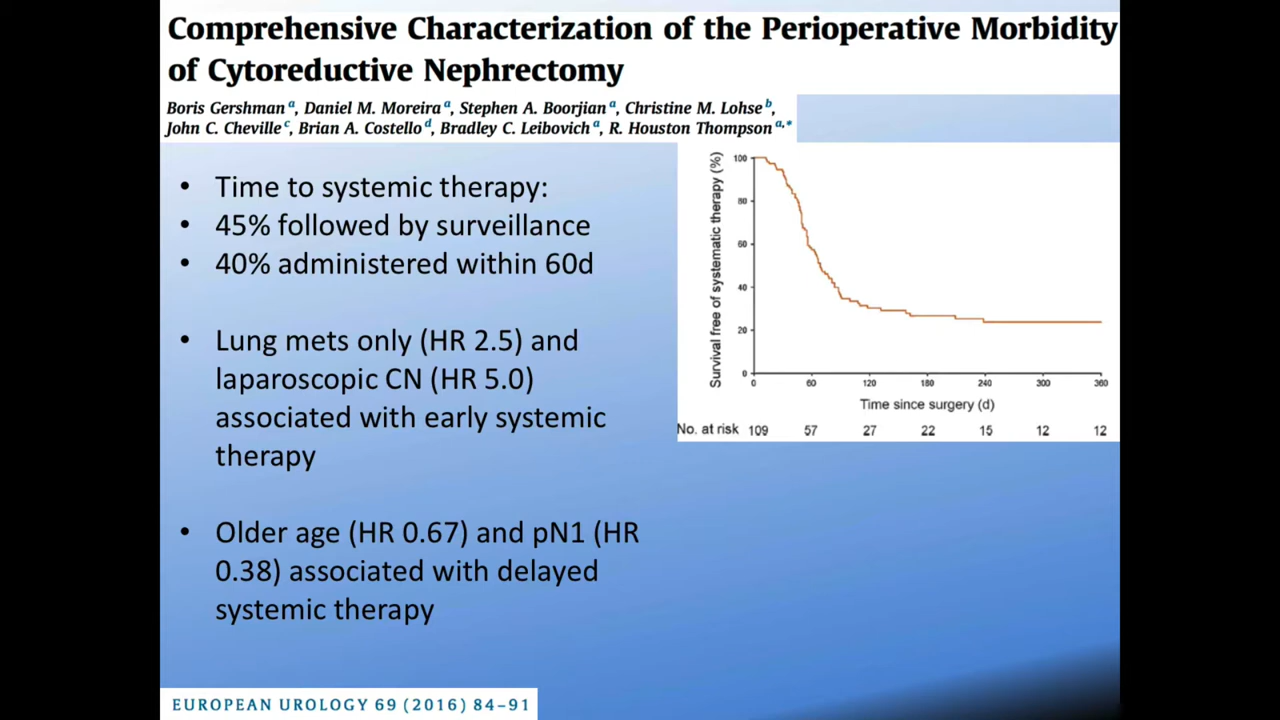 Comprehensive Characterization of the Perioperative Morbidity
of Cytoreductive Nephrectomy
Boris Gershman a, Daniel M. Moreira a, Stephen A. Boorjian a, Christine M. Lohse b,
John C. Cheville c, Brian A. Costello d, Bradley C. Leibovich a, R. Houston Thompson a,*
• Time to systemic therapy:
• 45% followed by surveillance
• 40% administered within 60d
• Lung mets only (HR 2.5) and
laparoscopic CN (HR 5.0)
associated with early systemic
therapy
• Older age (HR 0.67) and pN1 (HR
0.38) associated with delayed
systemic therapy
Survival free of systematic therapy (%)
100
80
60
40
20
0
0 60 120 180 240 300 360
Time since surgery (d)
No. at risk 109 57 27 22 15 12 12
EUROPEAN UROLOGY 69 (2016) 84–91